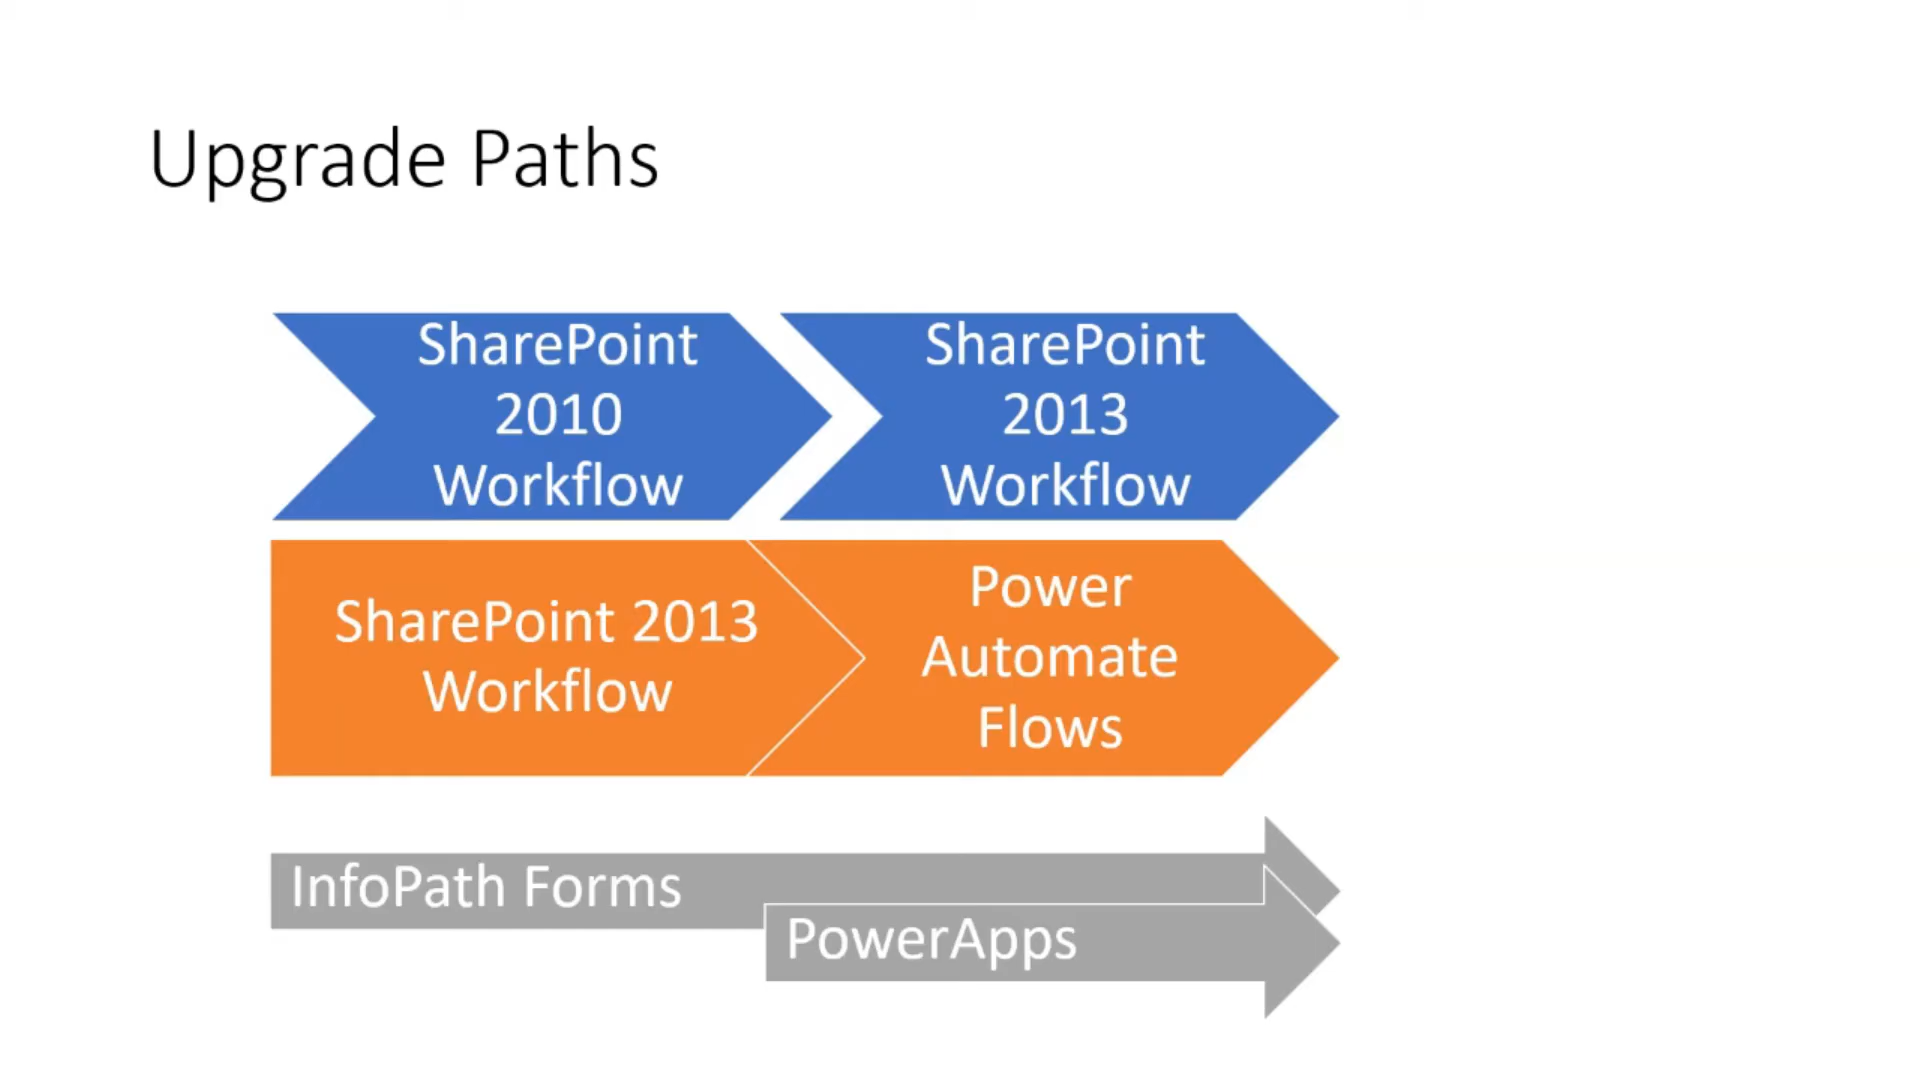 Upgrade Paths
SharePoint
2010
Workflow
SharePoint
2013
Workflow
SharePoint 2013
Workflow
Power
Automate
Flows
InfoPath Forms
PowerApps